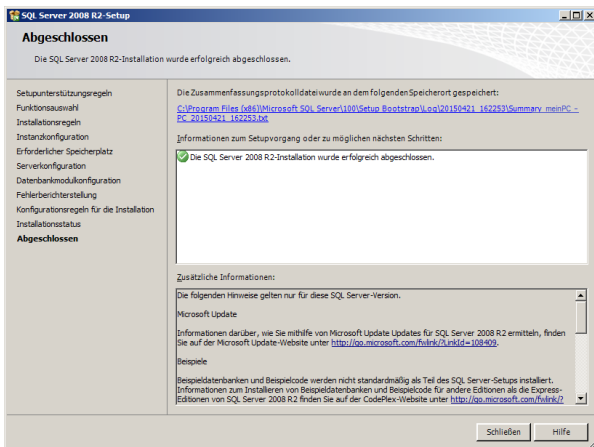 SQL Server 2008 R2-Setup
Abgeschlossen
Die SQL Server 2008 R2-Installation wurde erfolgreich abgeschlossen.
Setupunterstützungsregeln
Funktionsauswahl
Installationsregeln
Instanzkonfiguration
Erforderlicher Speicherplatz
Serverkonfiguration
Datenbankmodulkonfiguration
Fehlerberichterstellung
Konfigurationsregeln für die Installation
Installationsstatus
Abgeschlossen
Die Zusammenfassungsprotokolldatei wurde an dem folgenden Speicherort gespeichert:
C:\Program Files (x86)\Microsoft SQL Server\100\Setup Bootstrap\Log\20150421_162253\Summary_meinPC -
PC_20150421_162253.txt
Informationen zum Setupvorgang oder zu möglichen nächsten Schritten:
Die SQL Server 2008 R2-Installation wurde erfolgreich abgeschlossen.
Zusätzliche Informationen:
Die folgenden Hinweise gelten nur für diese SQL Server-Version.
Microsoft Update
Informationen darüber, wie Sie mithilfe von Microsoft Update Updates für SQL Server 2008 R2 ermitteln, finden
Sie auf der Microsoft Update-Website unter http://go.microsoft.com/fwlink/?LinkId=108409.
Beispiele
Beispieldatenbanken und Beispielcode werden nicht standardmäßig als Teil des SQL Server-Setups installiert.
Informationen zum Installieren von Beispieldatenbanken und Beispielcode für andere Editionen als die Express-
Editionen von SQL Server 2008 R2 finden Sie auf der CodePlex-Website unter http://go.microsoft.com/fwlink/?
Schließen
Hilfe